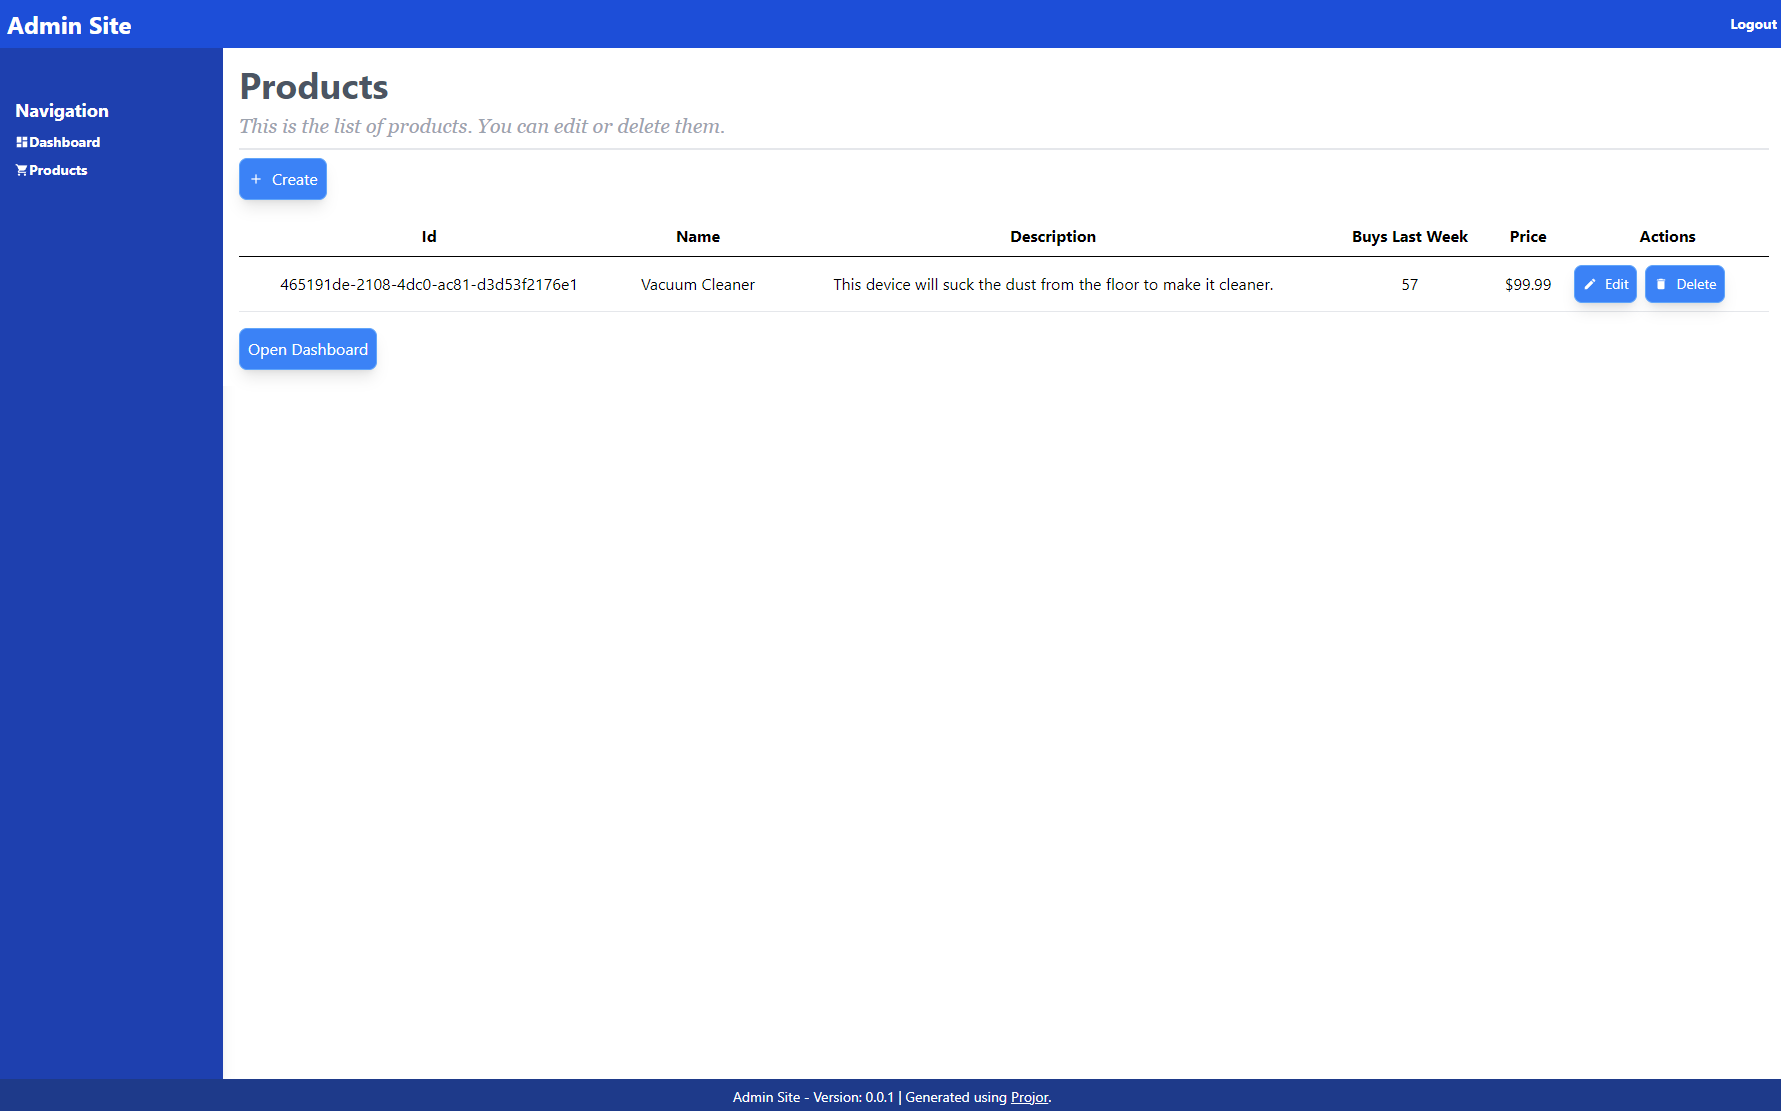 Admin Site
Logout
Navigation
Dashboard
Products
Products
This is the list of products. You can edit or delete them.
Create
Id Name Description Buys Last Week Price Actions
465191de-2108-4dc0-ac81-d3d53f2176e1 Vacuum Cleaner This device will suck the dust from the floor to make it cleaner. 57 $99.99 Edit Delete
Open Dashboard
Admin Site - Version: 0.0.1 | Generated using Projor.